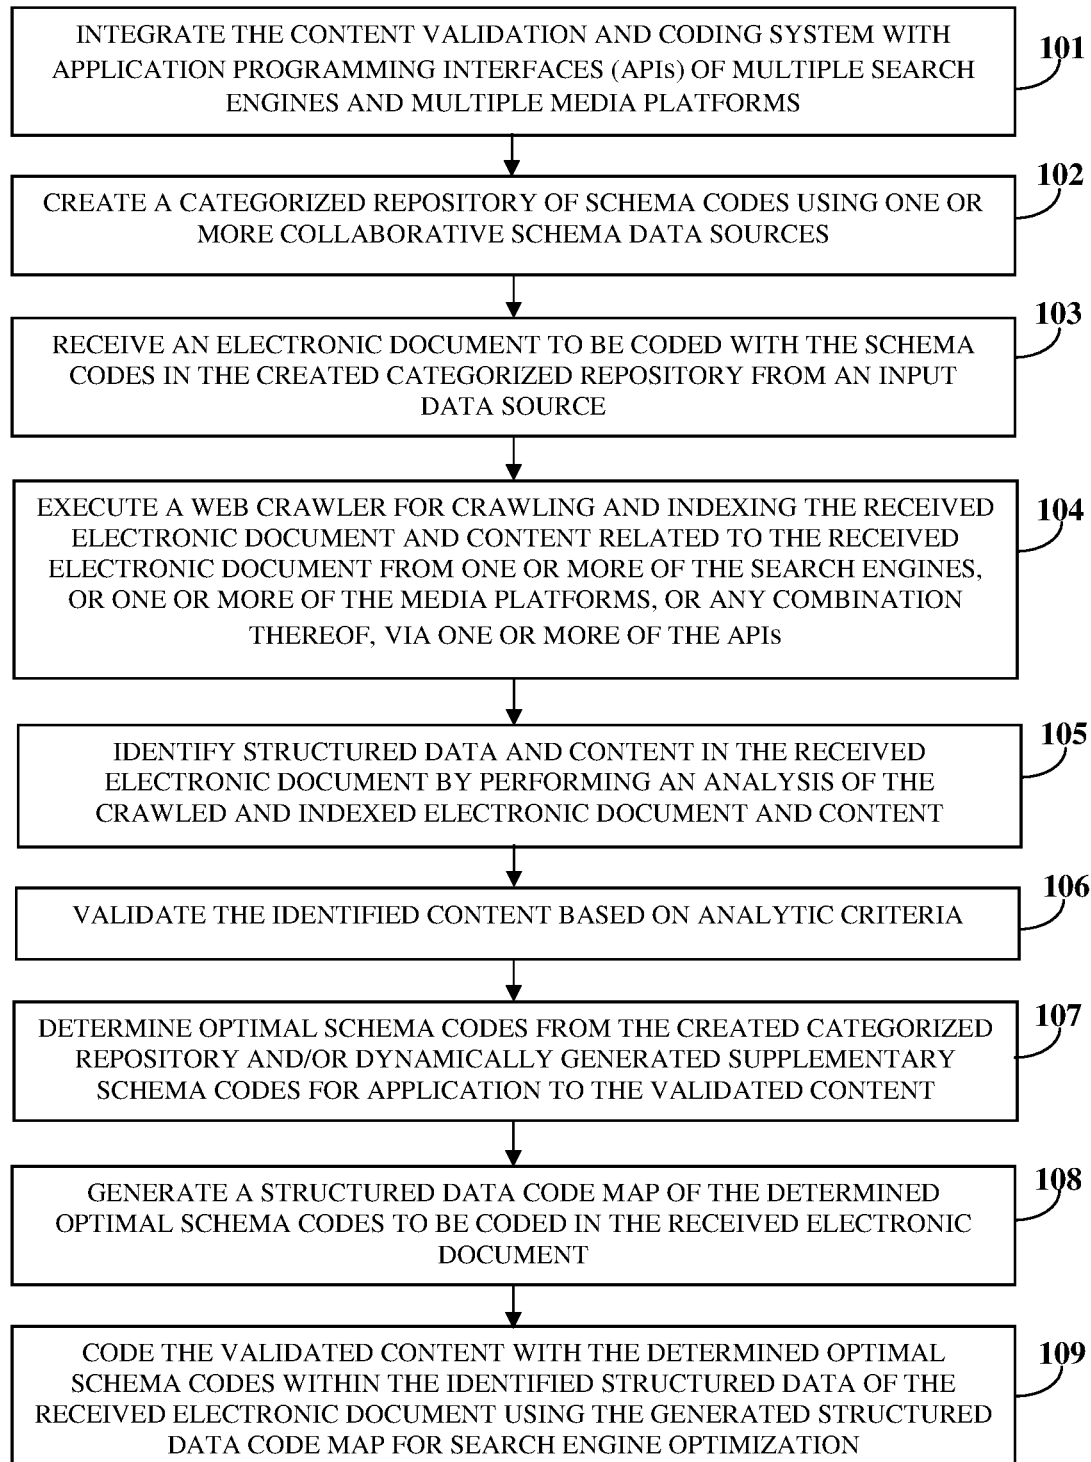 INTEGRATE THE CONTENT VALIDATION AND CODING SYSTEM WITH
APPLICATION PROGRAMMING INTERFACES (APIs) OF MULTIPLE SEARCH
ENGINES AND MULTIPLE MEDIA PLATFORMS
101
CREATE A CATEGORIZED REPOSITORY OF SCHEMA CODES USING ONE OR
MORE COLLABORATIVE SCHEMA DATA SOURCES
102
RECEIVE AN ELECTRONIC DOCUMENT TO BE CODED WITH THE SCHEMA
CODES IN THE CREATED CATEGORIZED REPOSITORY FROM AN INPUT
DATA SOURCE
103
EXECUTE A WEB CRAWLER FOR CRAWLING AND INDEXING THE RECEIVED
ELECTRONIC DOCUMENT AND CONTENT RELATED TO THE RECEIVED
ELECTRONIC DOCUMENT FROM ONE OR MORE OF THE SEARCH ENGINES,
OR ONE OR MORE OF THE MEDIA PLATFORMS, OR ANY COMBINATION
THEREOF, VIA ONE OR MORE OF THE APIs
104
IDENTIFY STRUCTURED DATA AND CONTENT IN THE RECEIVED
ELECTRONIC DOCUMENT BY PERFORMING AN ANALYSIS OF THE
CRAWLED AND INDEXED ELECTRONIC DOCUMENT AND CONTENT
105
VALIDATE THE IDENTIFIED CONTENT BASED ON ANALYTIC CRITERIA
106
DETERMINE OPTIMAL SCHEMA CODES FROM THE CREATED CATEGORIZED
REPOSITORY AND/OR DYNAMICALLY GENERATED SUPPLEMENTARY
SCHEMA CODES FOR APPLICATION TO THE VALIDATED CONTENT
107
GENERATE A STRUCTURED DATA CODE MAP OF THE DETERMINED
OPTIMAL SCHEMA CODES TO BE CODED IN THE RECEIVED ELECTRONIC
DOCUMENT
108
CODE THE VALIDATED CONTENT WITH THE DETERMINED OPTIMAL
SCHEMA CODES WITHIN THE IDENTIFIED STRUCTURED DATA OF THE
RECEIVED ELECTRONIC DOCUMENT USING THE GENERATED STRUCTURED
DATA CODE MAP FOR SEARCH ENGINE OPTIMIZATION
109